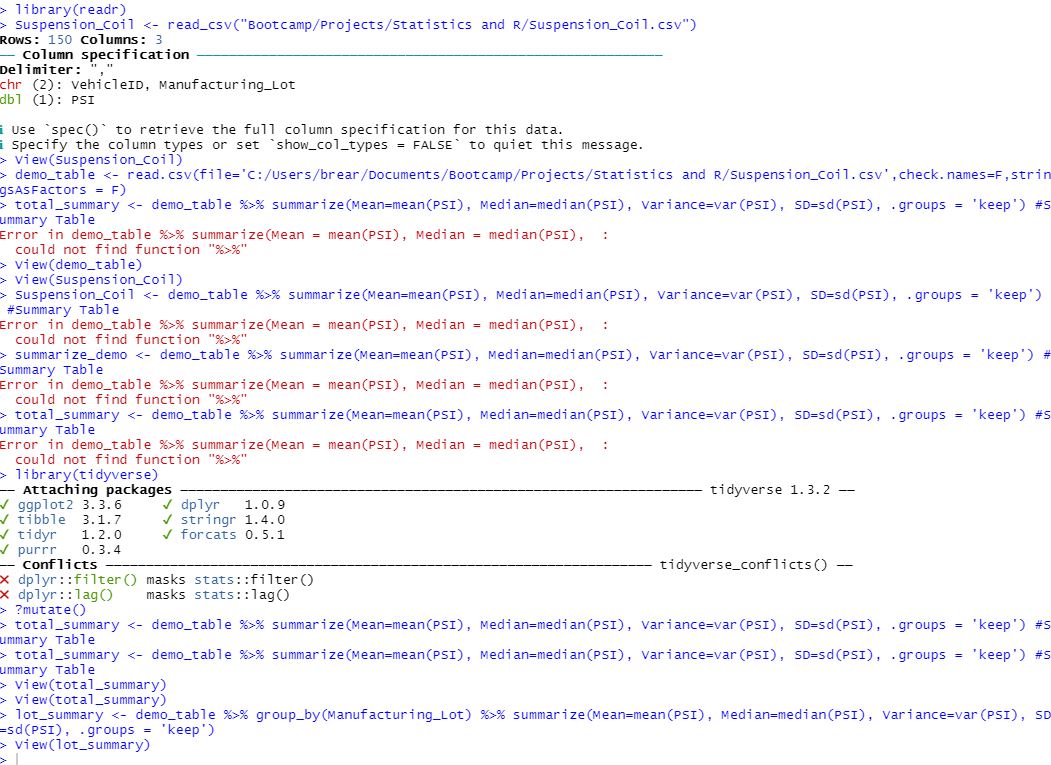 > library(readr)
> Suspension_Coil <- read_csv("Bootcamp/Projects/Statistics and R/Suspension_Coil.csv")
Rows: 150 Columns: 3
── Column specification ──────────────────────────────────────────────────────────
Delimiter: ","
chr (2): VehicleID, Manufacturing_Lot
dbl (1): PSI

ℹ Use `spec()` to retrieve the full column specification for this data.
ℹ Specify the column types or set `show_col_types = FALSE` to quiet this message.
> View(Suspension_Coil)
> demo_table <- read.csv(file='C:/Users/brear/Documents/Bootcamp/Projects/Statistics and R/Suspension_Coil.csv',check.names=F,strin
gsAsFactors = F)
> total_summary <- demo_table %>% summarize(Mean=mean(PSI), Median=median(PSI), Variance=var(PSI), SD=sd(PSI), .groups = 'keep') #S
ummary Table
Error in demo_table %>% summarize(Mean = mean(PSI), Median = median(PSI),  :
  could not find function "%>%"
> View(demo_table)
> View(Suspension_Coil)
> Suspension_Coil <- demo_table %>% summarize(Mean=mean(PSI), Median=median(PSI), Variance=var(PSI), SD=sd(PSI), .groups = 'keep')
 #Summary Table
Error in demo_table %>% summarize(Mean = mean(PSI), Median = median(PSI),  :
  could not find function "%>%"
> summarize_demo <- demo_table %>% summarize(Mean=mean(PSI), Median=median(PSI), Variance=var(PSI), SD=sd(PSI), .groups = 'keep') #
Summary Table
Error in demo_table %>% summarize(Mean = mean(PSI), Median = median(PSI),  :
  could not find function "%>%"
> total_summary <- demo_table %>% summarize(Mean=mean(PSI), Median=median(PSI), Variance=var(PSI), SD=sd(PSI), .groups = 'keep') #S
ummary Table
Error in demo_table %>% summarize(Mean = mean(PSI), Median = median(PSI),  :
  could not find function "%>%"
> library(tidyverse)
── Attaching packages ───────────────────────────────────────────────────────────────── tidyverse 1.3.2 ──
✔ ggplot2 3.3.6     ✔ dplyr   1.0.9
✔ tibble  3.1.7     ✔ stringr 1.4.0
✔ tidyr   1.2.0     ✔ forcats 0.5.1
✔ purrr   0.3.4
── Conflicts ──────────────────────────────────────────────────────────────────── tidyverse_conflicts() ──
✖ dplyr::filter() masks stats::filter()
✖ dplyr::lag()    masks stats::lag()
> ?mutate()
> total_summary <- demo_table %>% summarize(Mean=mean(PSI), Median=median(PSI), Variance=var(PSI), SD=sd(PSI), .groups = 'keep') #S
ummary Table
> total_summary <- demo_table %>% summarize(Mean=mean(PSI), Median=median(PSI), Variance=var(PSI), SD=sd(PSI), .groups = 'keep') #S
ummary Table
> View(total_summary)
> View(total_summary)
> lot_summary <- demo_table %>% group_by(Manufacturing_Lot) %>% summarize(Mean=mean(PSI), Median=median(PSI), Variance=var(PSI), SD
=sd(PSI), .groups = 'keep')
> View(lot_summary)
>